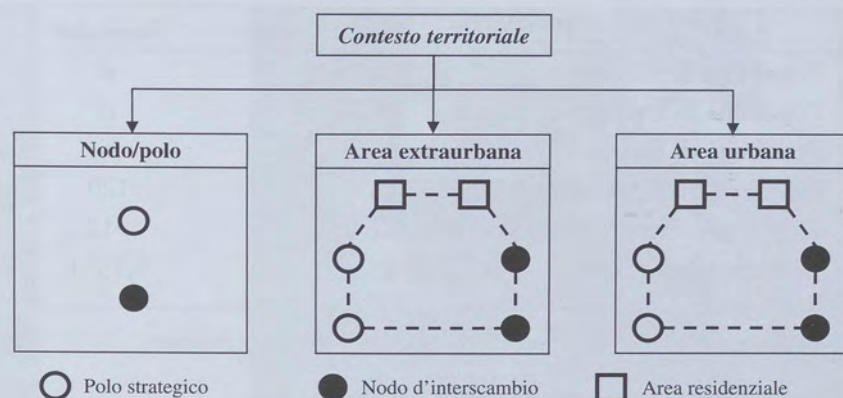 Contesto territoriale
Nodo/polo
Area extraurbana
Area urbana
Polo strategico
Nodo d'interscambio
Area residenziale